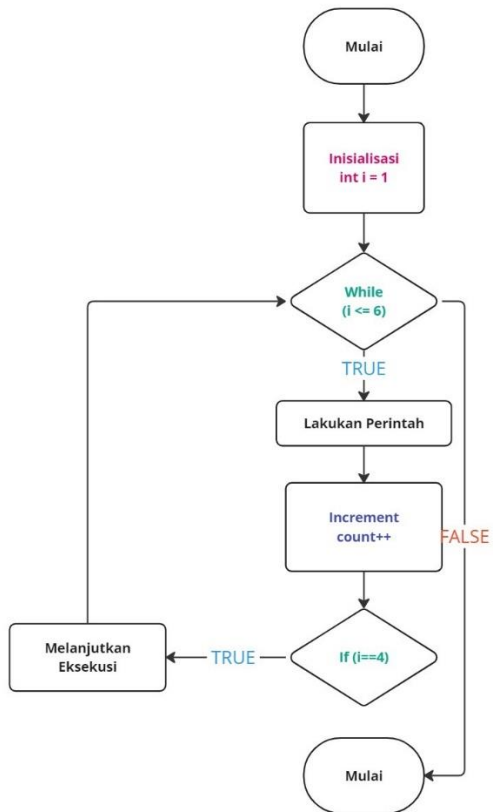 Mulai
Inisialisasi
int i = 1
While
(i <= 6)
TRUE
Lakukan Perintah
Increment
count++
FALSE
If (i==4)
TRUE
Melanjutkan
Eksekusi
Mulai